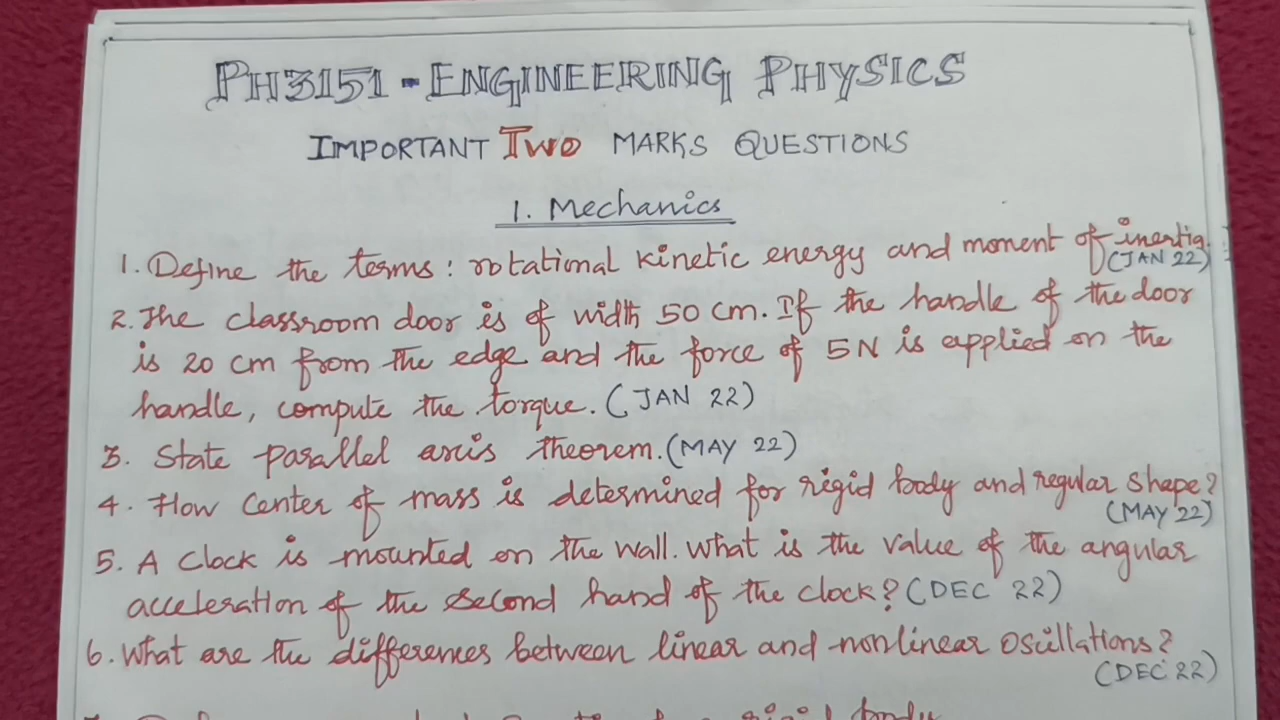 PH3151 - ENGINEERING PHYSICS
IMPORTANT TWO MARKS QUESTIONS
1. Mechanics
1. Define the terms: rotational kinetic energy and moment of inertia.
(JAN 22)
2. The classroom door is of width 50 cm. If the handle of the door
is 20 cm from the edge and the force of 5N is applied on the
handle, compute the torque. (JAN 22)
3. State parallel axis theorem. (MAY 22)
4. How center of mass is determined for rigid body and regular shape?
(MAY 22)
5. A clock is mounted on the wall. What is the value of the angular
acceleration of the second hand of the clock? (DEC 22)
6. What are the differences between linear and nonlinear oscillations?
(DEC 22)
rigid body